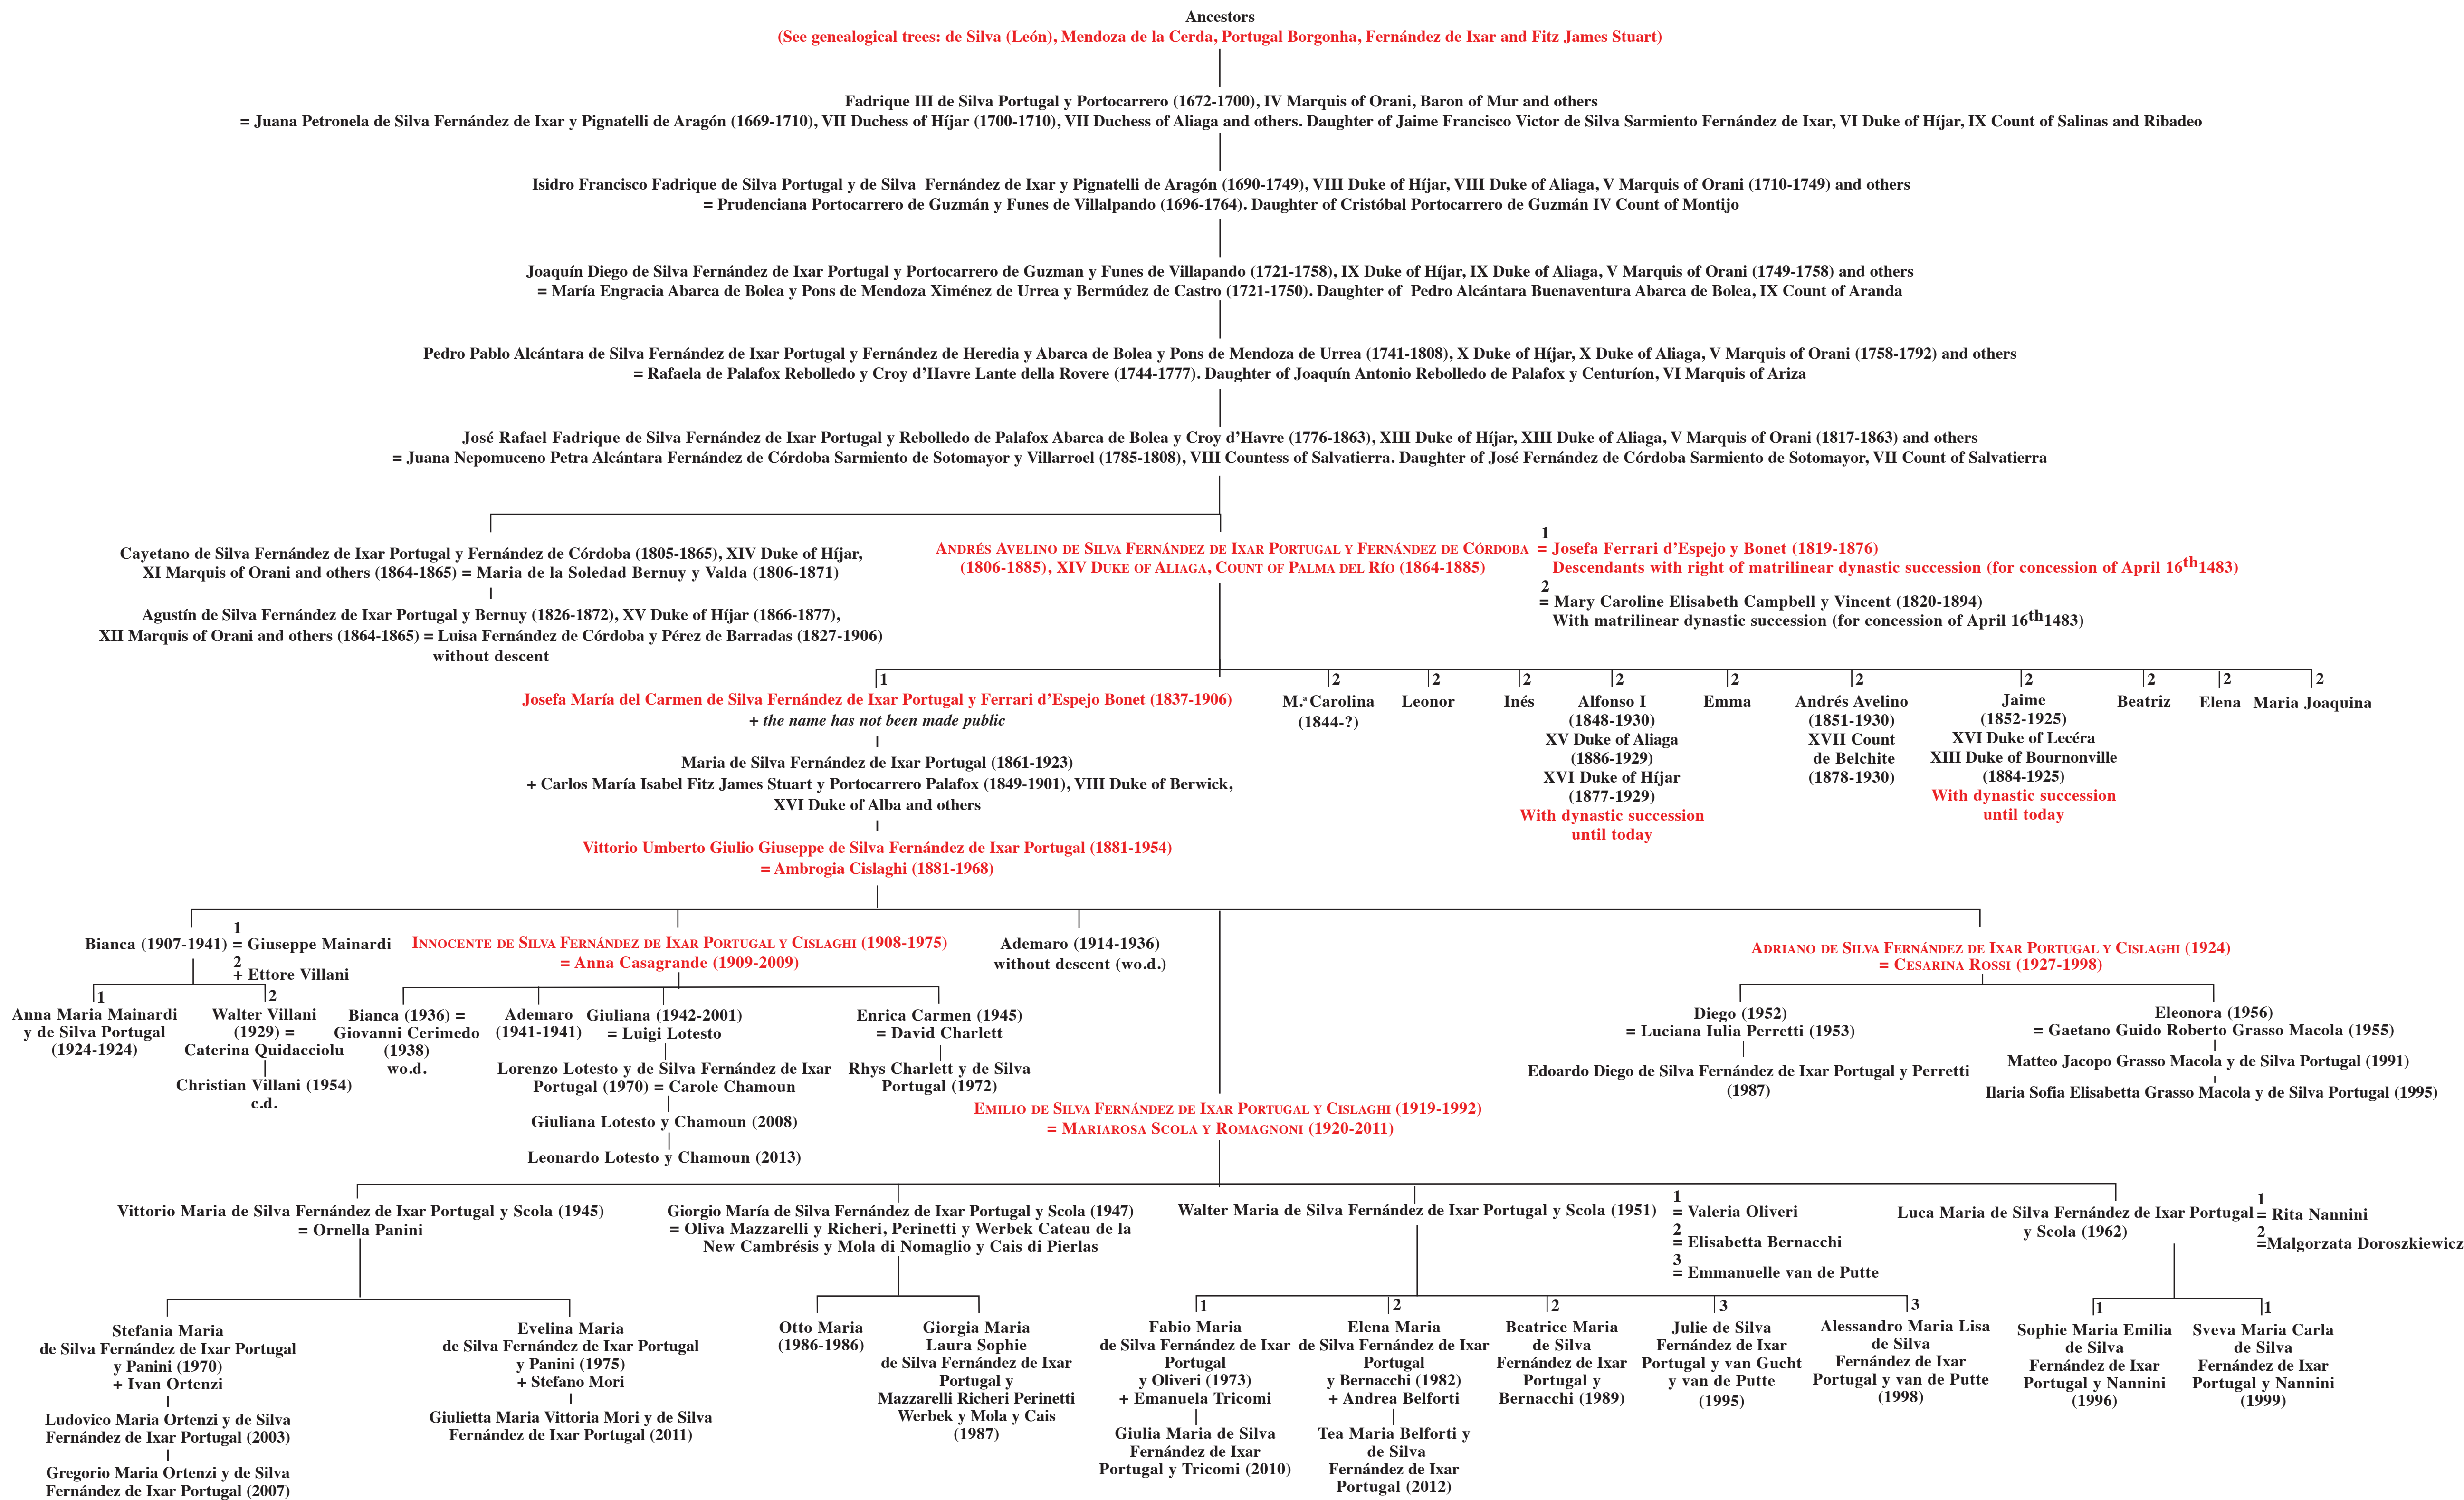 Ancestors
(See genealogical trees: de Silva (León), Mendoza de la Cerda, Portugal Borgonha, Fernández de Ixar and Fitz James Stuart)
Fadrique III de Silva Portugal y Portocarrero (1672-1700), IV Marquis of Orani, Baron of Mur and others
= Juana Petronela de Silva Fernández de Ixar y Pignatelli de Aragón (1669-1710), VII Duchess of Híjar (1700-1710), VII Duchess of Aliaga and others. Daughter of Jaime Francisco Victor de Silva Sarmiento Fernández de Ixar, VI Duke of Híjar, IX Count of Salinas and Ribadeo
Isidro Francisco Fadrique de Silva Portugal y de Silva Fernández de Ixar y Pignatelli de Aragón (1690-1749), VIII Duke of Híjar, VIII Duke of Aliaga, V Marquis of Orani (1710-1749) and others
= Prudenciana Portocarrero de Guzmán y Funes de Villalpando (1696-1764). Daughter of Cristóbal Portocarrero de Guzmán IV Count of Montijo
Joaquín Diego de Silva Fernández de Ixar Portugal y Portocarrero de Guzman y Funes de Villapando (1721-1758), IX Duke of Híjar, IX Duke of Aliaga, V Marquis of Orani (1749-1758) and others
= María Engracia Abarca de Bolea y Pons de Mendoza Ximénez de Urrea y Bermúdez de Castro (1721-1750). Daughter of Pedro Alcántara Buenaventura Abarca de Bolea, IX Count of Aranda
Pedro Pablo Alcántara de Silva Fernández de Ixar Portugal y Fernández de Heredia y Abarca de Bolea y Pons de Mendoza de Urrea (1741-1808), X Duke of Híjar, X Duke of Aliaga, V Marquis of Orani (1758-1792) and others
= Rafaela de Palafox Rebolledo y Croy d’Havre Lante della Rovere (1744-1777). Daughter of Joaquín Antonio Rebolledo de Palafox y Centuríon, VI Marquis of Ariza
José Rafael Fadrique de Silva Fernández de Ixar Portugal y Rebolledo de Palafox Abarca de Bolea y Croy d’Havre (1776-1863), XIII Duke of Híjar, XIII Duke of Aliaga, V Marquis of Orani (1817-1863) and others
= Juana Nepomuceno Petra Alcántara Fernández de Córdoba Sarmiento de Sotomayor y Villarroel (1785-1808), VIII Countess of Salvatierra. Daughter of José Fernández de Córdoba Sarmiento de Sotomayor, VII Count of Salvatierra
Cayetano de Silva Fernández de Ixar Portugal y Fernández de Córdoba (1805-1865), XIV Duke of Híjar,
XI Marquis of Orani and others (1864-1865) = Maria de la Soledad Bernuy y Valda (1806-1871)
Agustín de Silva Fernández de Ixar Portugal y Bernuy (1826-1872), XV Duke of Híjar (1866-1877),
XII Marquis of Orani and others (1864-1865) = Luisa Fernández de Córdoba y Pérez de Barradas (1827-1906)
without descent
Andrés Avelino de Silva Fernández de Ixar Portugal y Fernández de Córdoba
(1806-1885), XIV Duke of Aliaga, Count of Palma del Río (1864-1885)
1
= Josefa Ferrari d’Espejo y Bonet (1819-1876)
Descendants with right of matrilinear dynastic succession (for concession of April 16th1483)
2
= Mary Caroline Elisabeth Campbell y Vincent (1820-1894)
With matrilinear dynastic succession (for concession of April 16th1483)
1
Josefa María del Carmen de Silva Fernández de Ixar Portugal y Ferrari d’Espejo Bonet (1837-1906)
+ the name has not been made public
Maria de Silva Fernández de Ixar Portugal (1861-1923)
+ Carlos María Isabel Fitz James Stuart y Portocarrero Palafox (1849-1901), VIII Duke of Berwick,
XVI Duke of Alba and others
Vittorio Umberto Giulio Giuseppe de Silva Fernández de Ixar Portugal (1881-1954)
= Ambrogia Cislaghi (1881-1968)
2
M.ª Carolina
(1844-?)
2
Leonor
2
Inés
2
Alfonso I
(1848-1930)
XV Duke of Aliaga
(1886-1929)
XVI Duke of Híjar
(1877-1929)
With dynastic succession
until today
2
Emma
2
Andrés Avelino
(1851-1930)
XVII Count
de Belchite
(1878-1930)
2
Jaime
(1852-1925)
XVI Duke of Lecéra
XIII Duke of Bournonville
(1884-1925)
With dynastic succession
until today
2
Beatriz
2
Elena
2
Maria Joaquina
Bianca (1907-1941)
1
= Giuseppe Mainardi
2
+ Ettore Villani
1
Anna Maria Mainardi
y de Silva Portugal
(1924-1924)
2
Walter Villani
(1929) =
Caterina Quidacciolu
Christian Villani (1954)
c.d.
Innocente de Silva Fernández de Ixar Portugal y Cislaghi (1908-1975)
= Anna Casagrande (1909-2009)
Bianca (1936) =
Giovanni Cerimedo
(1938)
wo.d.
Ademaro
(1941-1941)
Giuliana (1942-2001)
= Luigi Lotesto
Lorenzo Lotesto y de Silva Fernández de Ixar
Portugal (1970) = Carole Chamoun
Giuliana Lotesto y Chamoun (2008)
Leonardo Lotesto y Chamoun (2013)
Enrica Carmen (1945)
= David Charlett
Rhys Charlett y de Silva
Portugal (1972)
Ademaro (1914-1936)
without descent (wo.d.)
Adriano de Silva Fernández de Ixar Portugal y Cislaghi (1924)
= Cesarina Rossi (1927-1998)
Diego (1952)
= Luciana Iulia Perretti (1953)
Edoardo Diego de Silva Fernández de Ixar Portugal y Perretti
(1987)
Eleonora (1956)
= Gaetano Guido Roberto Grasso Macola (1955)
Matteo Jacopo Grasso Macola y de Silva Portugal (1991)
Ilaria Sofia Elisabetta Grasso Macola y de Silva Portugal (1995)
Emilio de Silva Fernández de Ixar Portugal y Cislaghi (1919-1992)
= Mariarosa Scola y Romagnoni (1920-2011)
Vittorio Maria de Silva Fernández de Ixar Portugal y Scola (1945)
= Ornella Panini
Giorgio María de Silva Fernández de Ixar Portugal y Scola (1947)
= Oliva Mazzarelli y Richeri, Perinetti y Werbek Cateau de la
New Cambrésis y Mola di Nomaglio y Cais di Pierlas
Walter Maria de Silva Fernández de Ixar Portugal y Scola (1951)
1
= Valeria Oliveri
2
= Elisabetta Bernacchi
3
= Emmanuelle van de Putte
Luca Maria de Silva Fernández de Ixar Portugal
y Scola (1962)
1
= Rita Nannini
2
=Malgorzata Doroszkiewicz
Stefania Maria
de Silva Fernández de Ixar Portugal
y Panini (1970)
+ Ivan Ortenzi
Ludovico Maria Ortenzi y de Silva
Fernández de Ixar Portugal (2003)
Gregorio Maria Ortenzi y de Silva
Fernández de Ixar Portugal (2007)
Evelina Maria
de Silva Fernández de Ixar Portugal
y Panini (1975)
+ Stefano Mori
Giulietta Maria Vittoria Mori y de Silva
Fernández de Ixar Portugal (2011)
Otto Maria
(1986-1986)
Giorgia Maria
Laura Sophie
de Silva Fernández de Ixar
Portugal y
Mazzarelli Richeri Perinetti
Werbek y Mola y Cais
(1987)
1
Fabio Maria
de Silva Fernández de Ixar
Portugal
y Oliveri (1973)
+ Emanuela Tricomi
Giulia Maria de Silva
Fernández de Ixar
Portugal y Tricomi (2010)
2
Elena Maria
de Silva Fernández de Ixar
Portugal
y Bernacchi (1982)
+ Andrea Belforti
Tea Maria Belforti y
de Silva
Fernández de Ixar
Portugal (2012)
2
Beatrice Maria
de Silva
Fernández de Ixar
Portugal y
Bernacchi (1989)
3
Julie de Silva
Fernández de Ixar
Portugal y van Gucht
y van de Putte
(1995)
3
Alessandro Maria Lisa
de Silva
Fernández de Ixar
Portugal y van de Putte
(1998)
1
Sophie Maria Emilia
de Silva
Fernández de Ixar
Portugal y Nannini
(1996)
1
Sveva Maria Carla
de Silva
Fernández de Ixar
Portugal y Nannini
(1999)